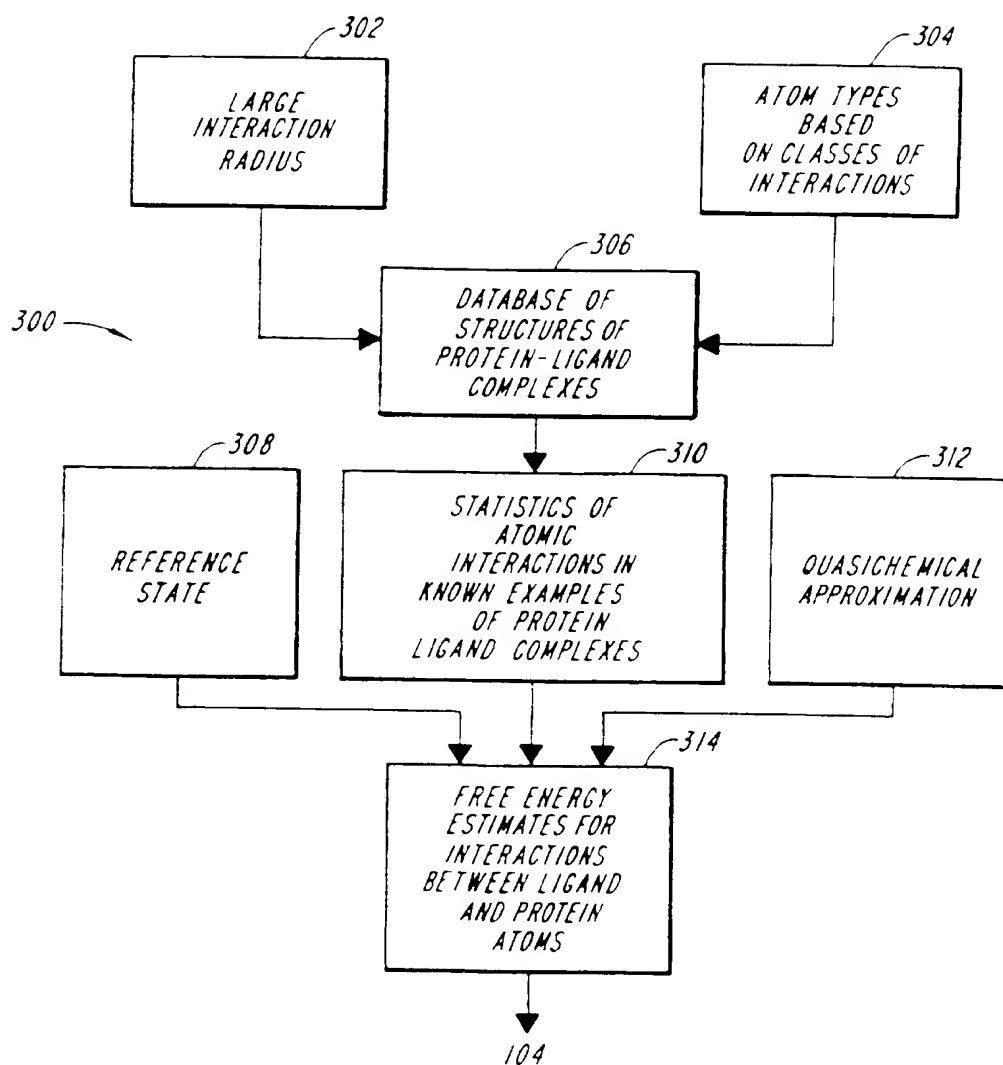 302
LARGE
INTERACTION
RADIUS
304
ATOM TYPES
BASED
ON CLASSES OF
INTERACTIONS
306
DATABASE OF
STRUCTURES OF
PROTEIN-LIGAND
COMPLEXES
300
308
REFERENCE
STATE
310
STATISTICS OF
ATOMIC
INTERACTIONS IN
KNOWN EXAMPLES
OF PROTEIN
LIGAND COMPLEXES
312
QUASICHEMICAL
APPROXIMATION
314
FREE ENERGY
ESTIMATES FOR
INTERACTIONS
BETWEEN LIGAND
AND PROTEIN
ATOMS
104